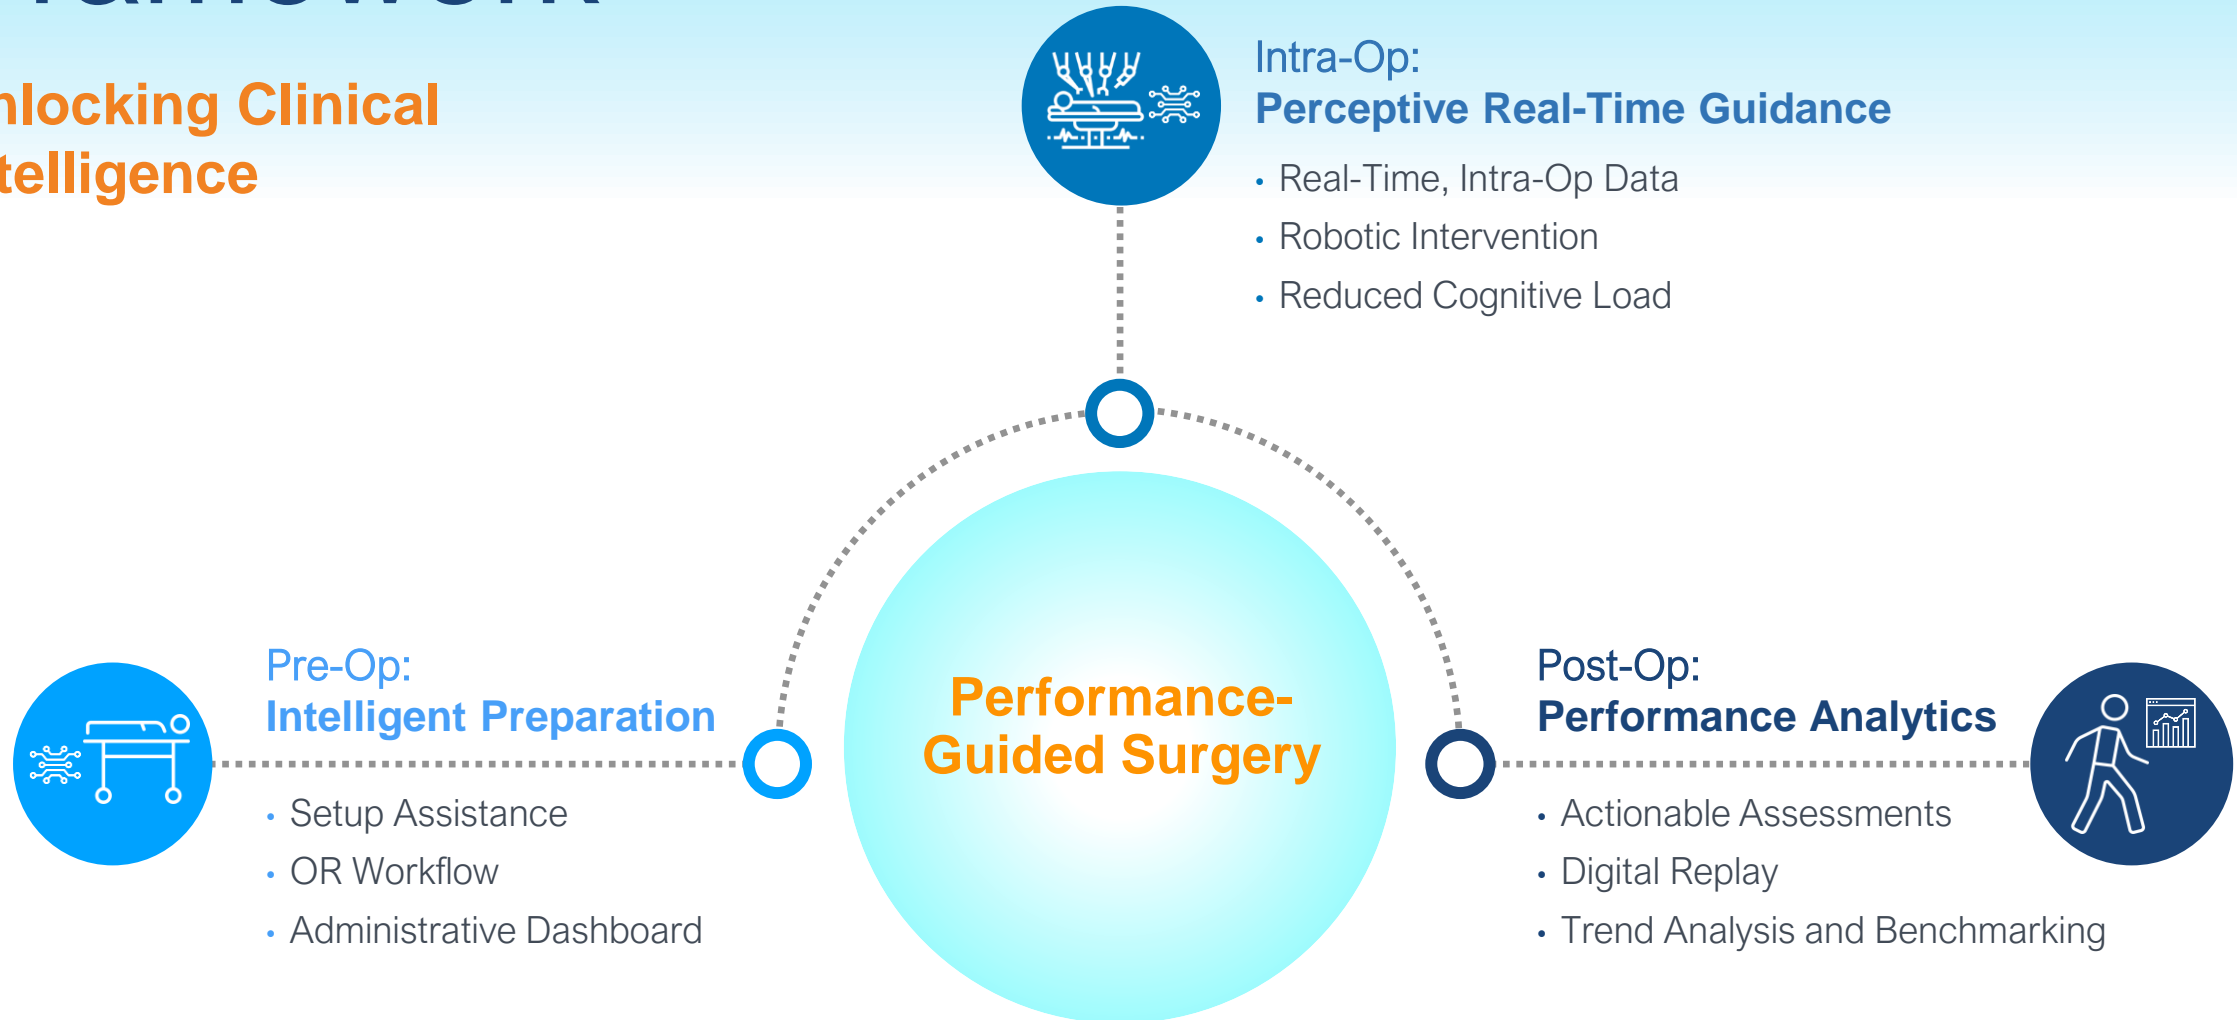 nlocking Clinical
telligence
Intra-Op:
Perceptive Real-Time Guidance
• Real-Time, Intra-Op Data
• Robotic Intervention
• Reduced Cognitive Load
Pre-Op:
Intelligent Preparation
• Setup Assistance
• OR Workflow
• Administrative Dashboard
Performance-
Guided Surgery
Post-Op:
Performance Analytics
• Actionable Assessments
• Digital Replay
• Trend Analysis and Benchmarking